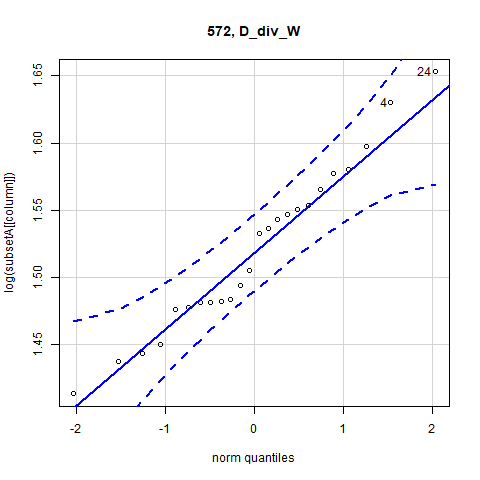 572, D_div_W
log(subsetA[[column]])
1.65
1.60
1.55
1.50
1.45
24
4
-2 -1 0 1 2
norm quantiles